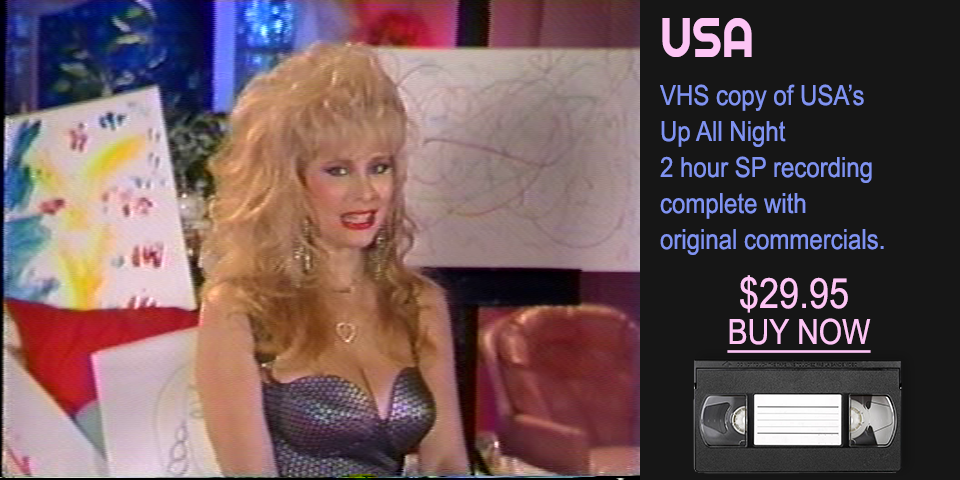 USA
VHS copy of USA's
Up All Night
2 hour SP recording
complete with
original commercials.
$29.95
BUY NOW